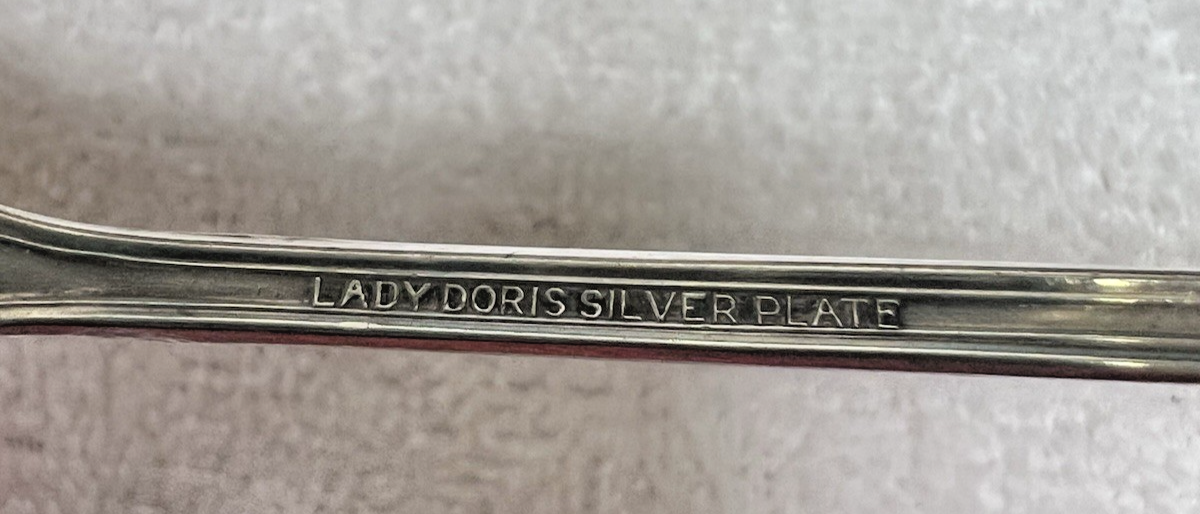 LADY DORIS SILVER PLATE